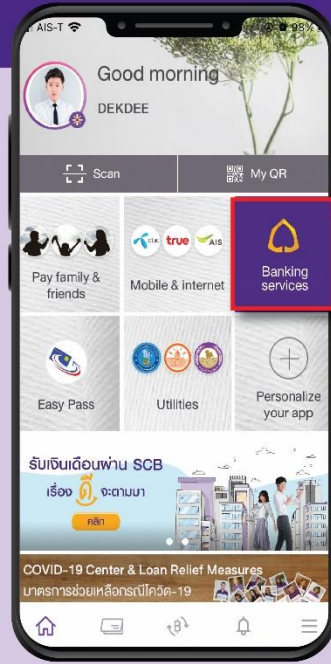 AIS-T
98%
Good morning
DEKDEE
Scan
My QR
Pay family &
friends
dtac true AIS
Mobile & internet
Banking
services
Easy Pass
Utilities
Personalize
your app
รับเงินเดือนผ่าน SCB
เรื่อง ดี ๆ จะตามมา
คลิก
COVID-19 Center & Loan Relief Measures
มาตรการช่วยเหลือกรณีโควิด-19